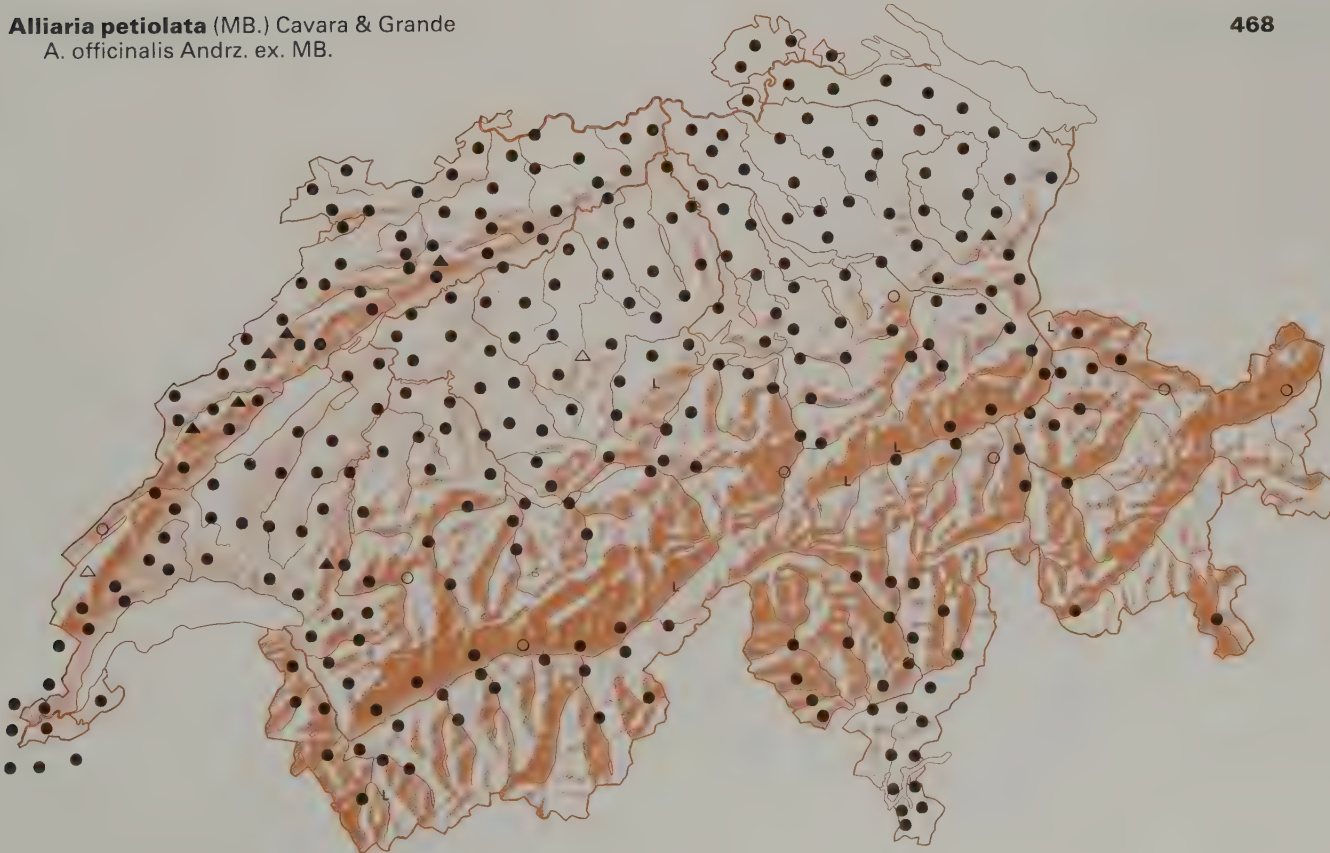 Alliaria petiolata (MB.) Cavara & Grande
468
A. officinalis Andrz. ex. MB.
L
L
L
L
L
L